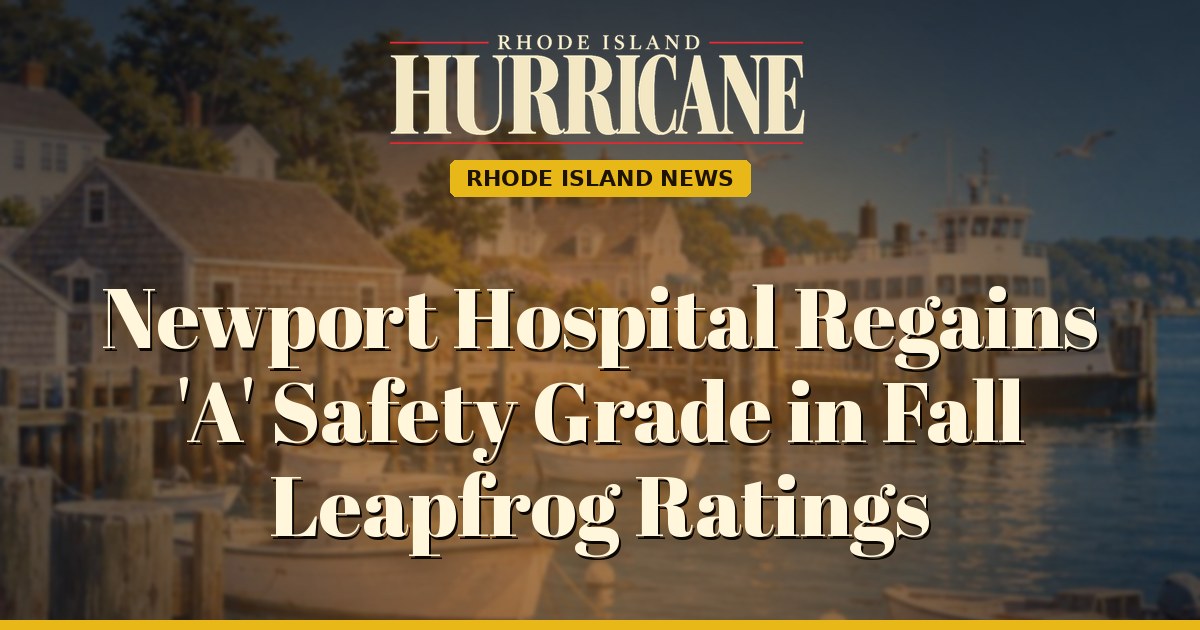 RHODE ISLAND
HURRICANE
RHODE ISLAND NEWS
Newport Hospital Regains
'A' Safety Grade in Fall
Leapfrog Ratings